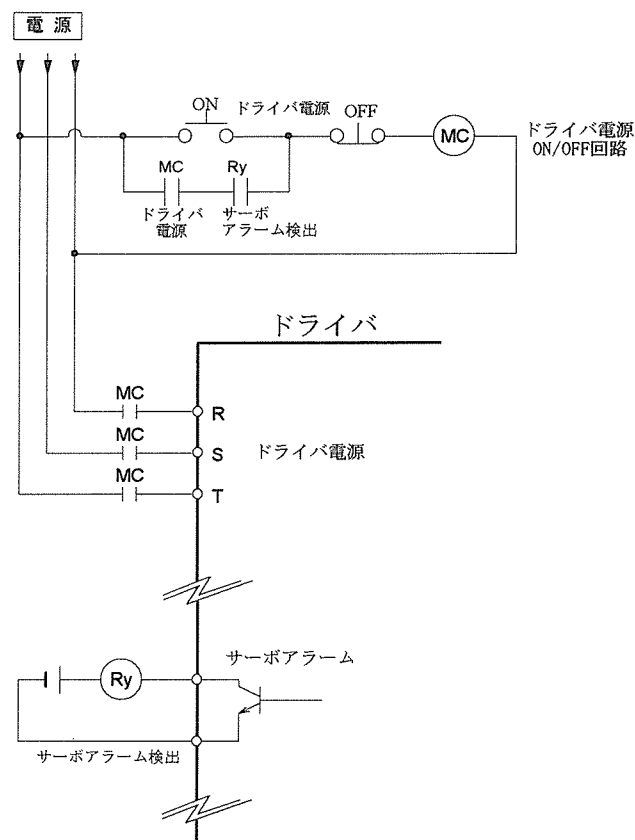 電 源
ON
ドライバ電源
OFF
MC
ドライバ電源
ON/OFF回路
MC
Ry
ドライバ
電源
サーボ
アラーム検出
ドライバ
MC
R
MC
S
ドライバ電源
MC
T
サーボアラーム
Ry
サーボアラーム検出